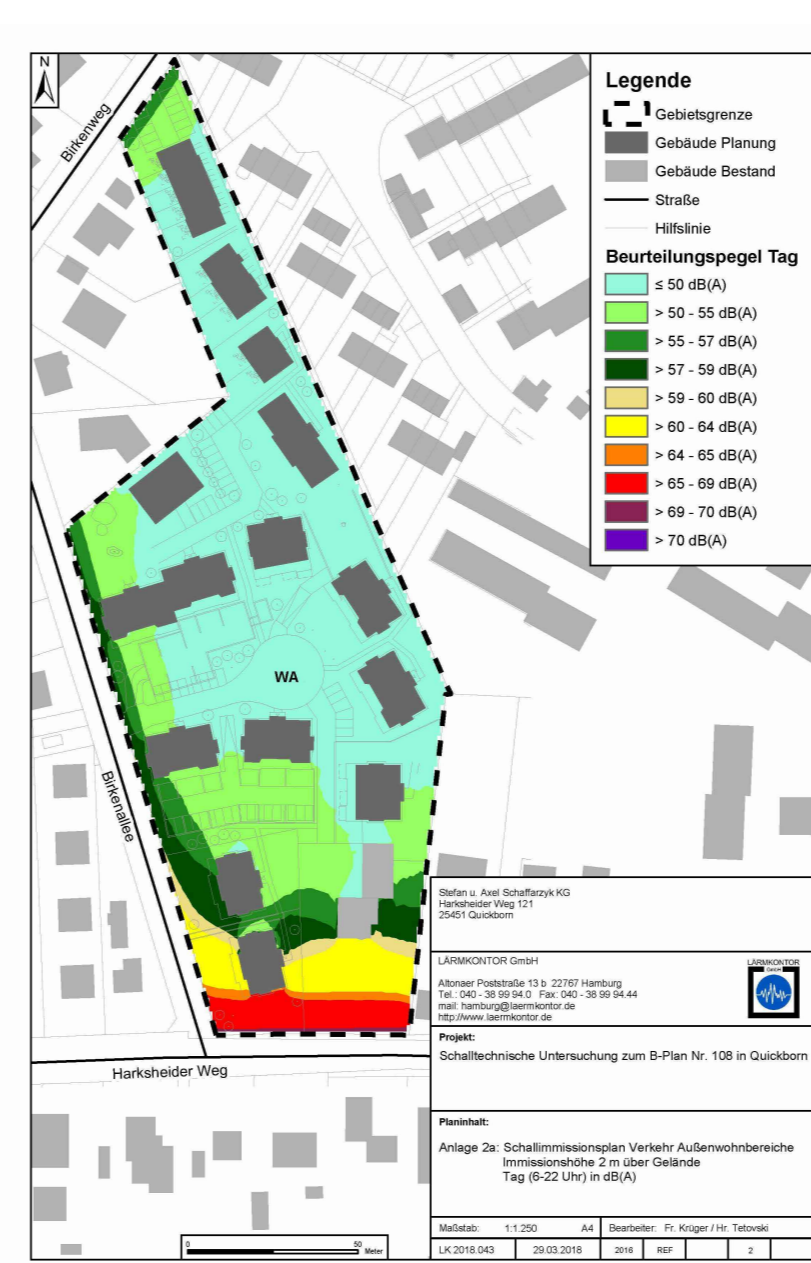 N
Birkenweg
WA
Birkenallee
Harksheider Weg
0 50 Meter
Legende
Gebietsgrenze
Gebäude Planung
Gebäude Bestand
Straße
Hilfslinie
Beurteilungspegel Tag
≤ 50 dB(A)
> 50 - 55 dB(A)
> 55 - 57 dB(A)
> 57 - 59 dB(A)
> 59 - 60 dB(A)
> 60 - 64 dB(A)
> 64 - 65 dB(A)
> 65 - 69 dB(A)
> 69 - 70 dB(A)
> 70 dB(A)
Stefan u. Axel Schaffarzyk KG
Harksheider Weg 121
25451 Quickborn
LÄRMKONTOR GmbH
Altonaer Poststraße 13 b 22767 Hamburg
Tel.: 040 - 38 99 94.0 Fax: 040 - 38 99 94.44
mail: hamburg@laermkontor.de
http://www.laermkontor.de
LÄRMKONTOR
GmbH
Projekt:
Schalltechnische Untersuchung zum B-Plan Nr. 108 in Quickborn
Planinhalt:
Anlage 2a: Schallimmissionsplan Verkehr Außenwohnbereiche
Immissionshöhe 2 m über Gelände
Tag (6-22 Uhr) in dB(A)
Maßstab: 1:1.250 A4 Bearbeiter: Fr. Krüger / Hr. Tetovski
LK 2018.043 29.03.2018 2016 REF 2